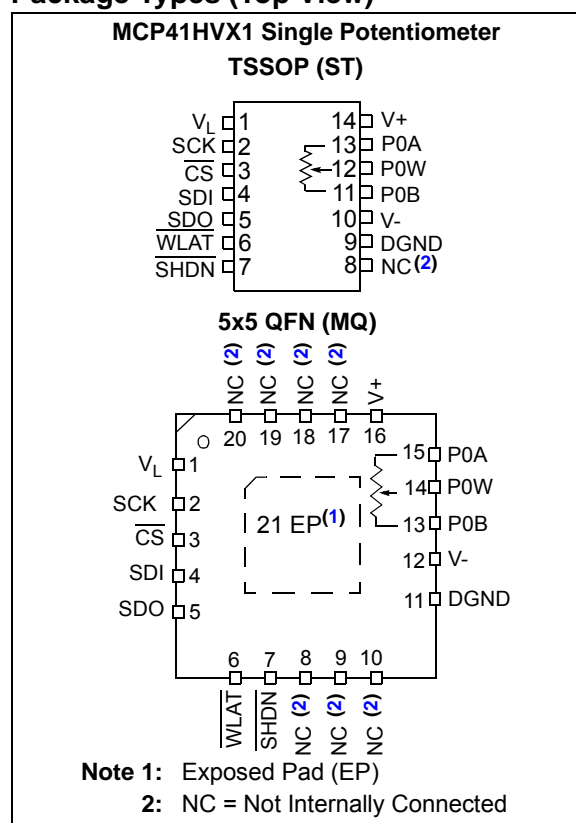 Package Types (Top View)
MCP41HVX1 Single Potentiometer
TSSOP (ST)
VL 1 14 V+
SCK 2 13 P0A
CS 3 12 P0W
SDI 4 11 P0B
SDO 5 10 V-
WLAT 6 9 DGND
SHDN 7 8 NC(2)
5x5 QFN (MQ)
NC (2) NC (2) NC (2) NC (2) V+
20 19 18 17 16
VL 1 15 P0A
SCK 2 14 P0W
CS 3 21 EP(1) 13 P0B
SDI 4 12 V-
SDO 5 11 DGND
6 7 8 9 10
WLAT SHDN NC (2) NC (2) NC (2)
Note 1: Exposed Pad (EP)
2: NC = Not Internally Connected